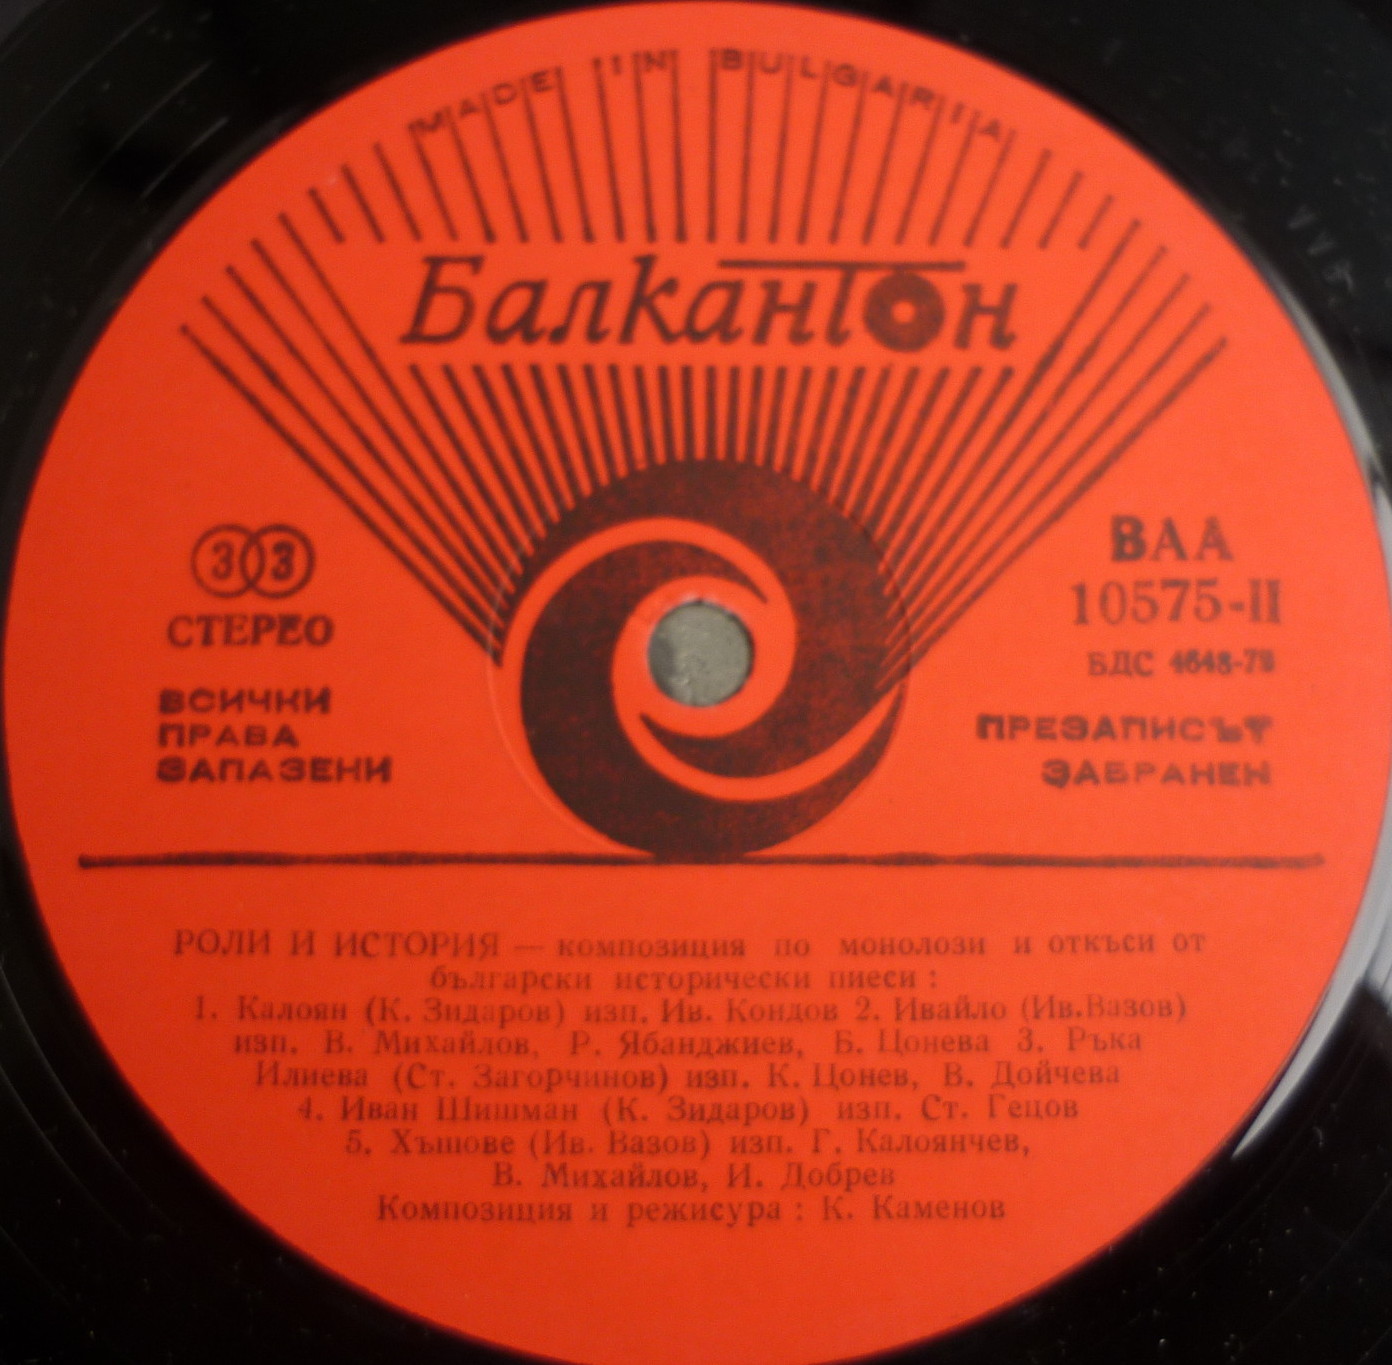 MADE IN BULGARIA
Балкантон
33
СТЕРЕО
ВСИЧКИ
ПРАВА
ЗАПАЗЕНИ
ВАА
10575-II
БДС 4648-70
ПРЕЗАПИСЪТ
ЗАБРАНЕН
РОЛИ И ИСТОРИЯ — композиция по монолози и откъси от
български исторически пиеси :
1. Калоян (К. Зидаров) изп. Ив. Кондов 2. Ивайло (Ив.Вазов)
изп. В. Михайлов, Р. Ябанджиев, Б. Цонева 3. Ръка
Илиева (Ст. Загорчинов) изп. К. Цонев, В. Дойчева
4. Иван Шишман (К. Зидаров) изп. Ст. Гецов
5. Хъшове (Ив. Вазов) изп. Г. Калоянчев,
В. Михайлов, И. Добрев
Композиция и режисура : К. Каменов